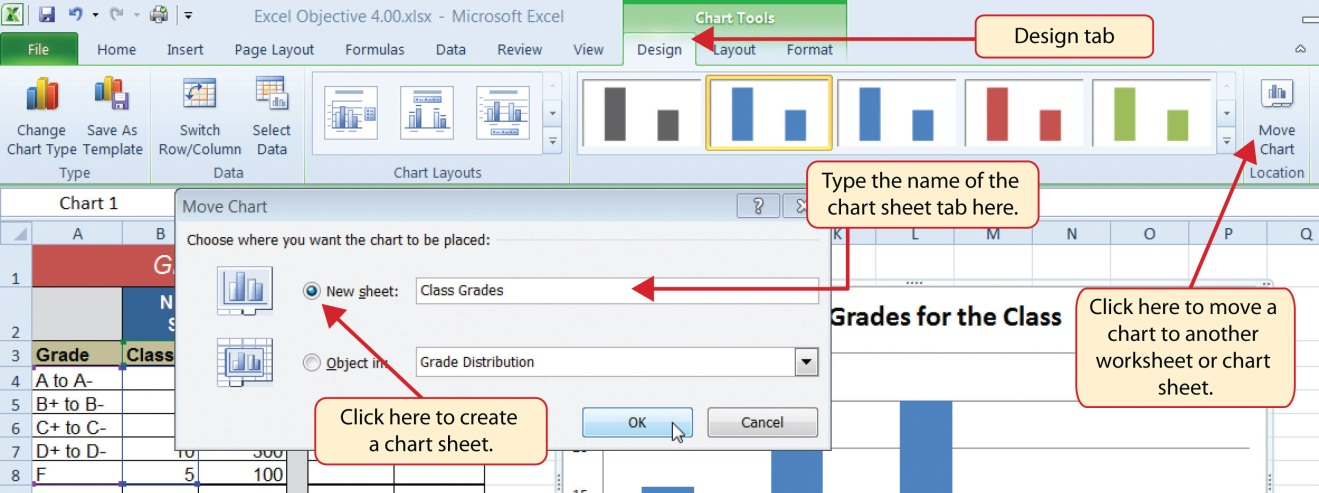 Excel Objective 4.00.xlsx - Microsoft Excel
Chart Tools
Design tab
File Home Insert Page Layout Formulas Data Review View Design Layout Format
Change
Chart Type
Save As
Template
Switch
Row/Column
Select
Data
Move
Chart
Type
Data
Chart Layouts
Location
Type the name of the
chart sheet tab here.
Chart 1
Move Chart
Choose where you want the chart to be placed:
New sheet: Class Grades
Object in: Grade Distribution
OK Cancel
Click here to create
a chart sheet.
Click here to move a
chart to another
worksheet or chart
sheet.
A B K L M N O P Q
1 G
2 N
S
3 Grade Class
4 A to A-
5 B+ to B-
6 C+ to C-
7 D+ to D- 10 300
8 F 5 100
Grades for the Class
15